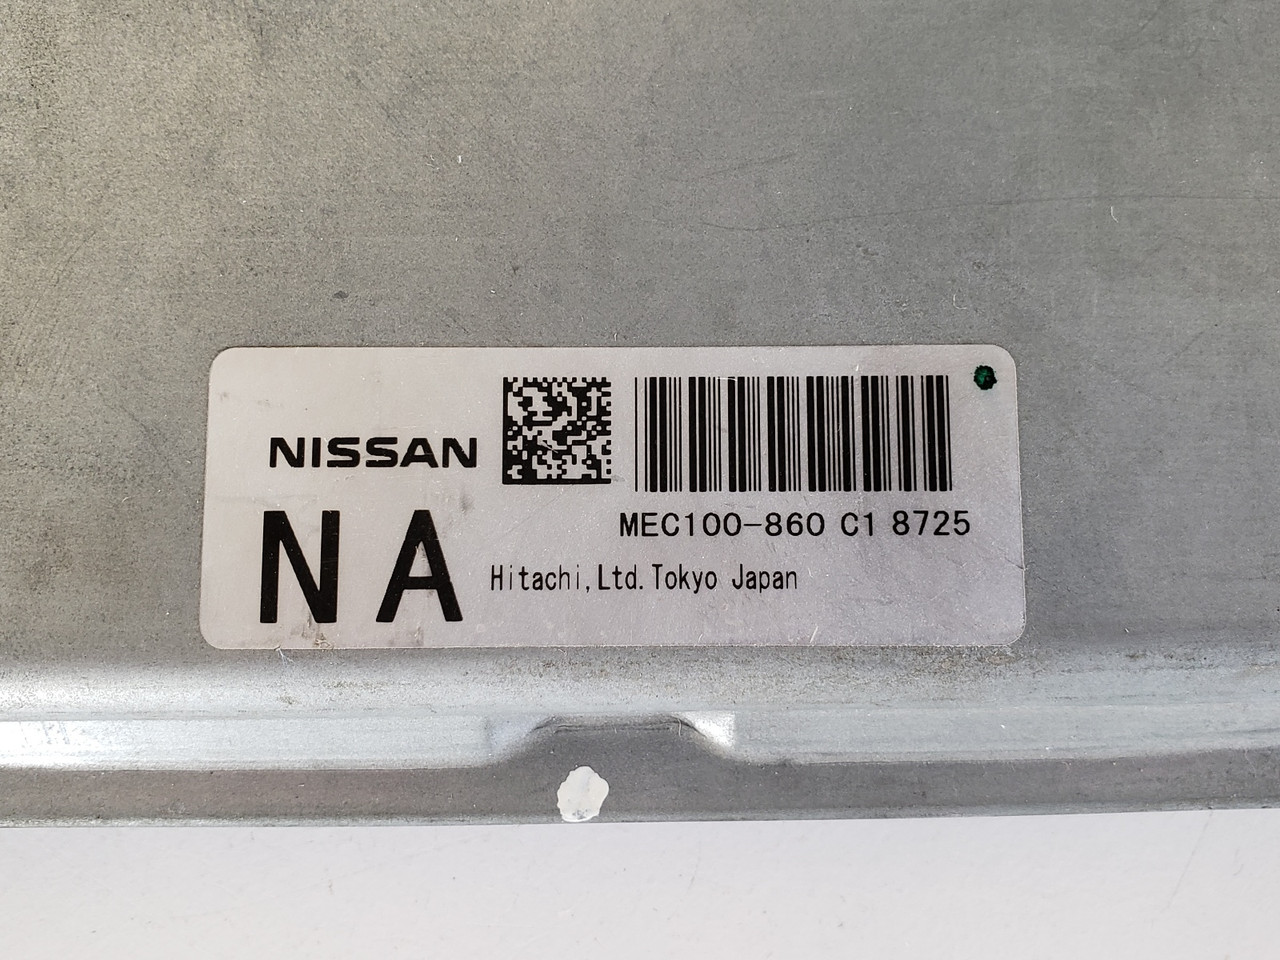 NISSAN
MEC100-860 C1 8725
NA
Hitachi,Ltd. Tokyo Japan